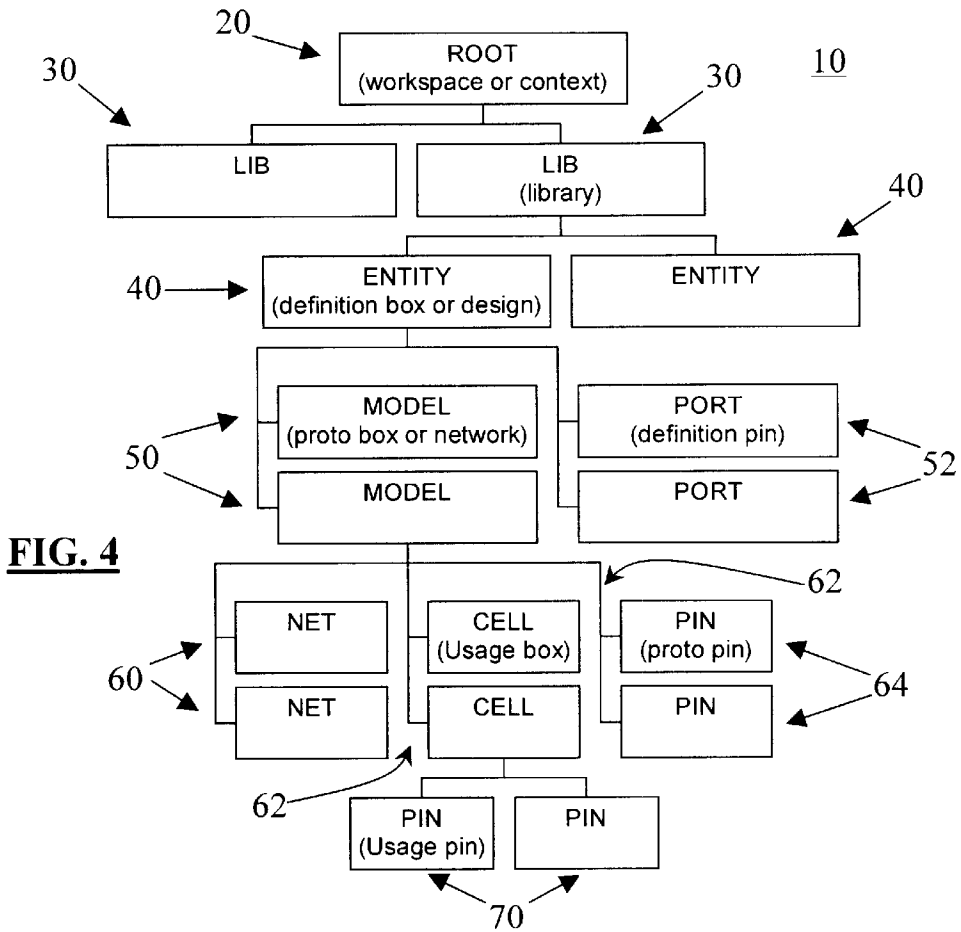 20
ROOT
(workspace or context)
10
30
30
LIB
LIB
(library)
40
40
ENTITY
(definition box or design)
ENTITY
50
MODEL
(proto box or network)
PORT
(definition pin)
52
MODEL
PORT
FIG. 4
62
60
NET
CELL
(Usage box)
PIN
(proto pin)
64
NET
CELL
PIN
62
PIN
(Usage pin)
PIN
70